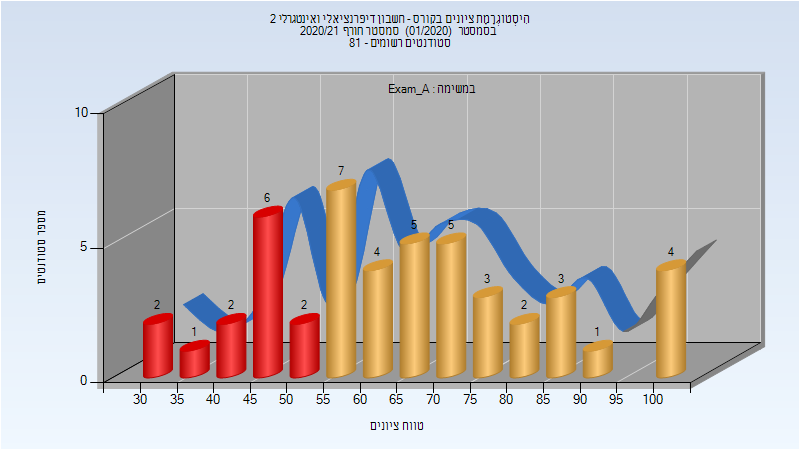 הִיסְטוֹגְרָמַת ציונים בקורס - חשבון דיפרנציאלי ואינטגרלי 2
בסמסטר (01/2020) סמסטר חורף 2020/21
סטודנטים רשומים - 81
במשימה : Exam_A
מספר סטודנטים
10
5
0
2
1
2
6
2
7
4
5
5
3
2
3
1
4
30 35 40 45 50 55 60 65 70 75 80 85 90 95 100
טווח ציונים